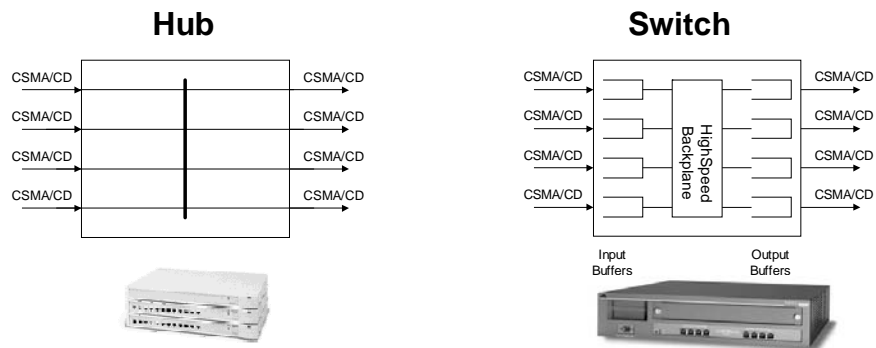 Hub
CSMA/CD CSMA/CD
CSMA/CD CSMA/CD
CSMA/CD CSMA/CD
CSMA/CD CSMA/CD
Switch
CSMA/CD CSMA/CD
CSMA/CD CSMA/CD
CSMA/CD CSMA/CD
CSMA/CD CSMA/CD
HighSpeed
Backplane
Input
Buffers
Output
Buffers